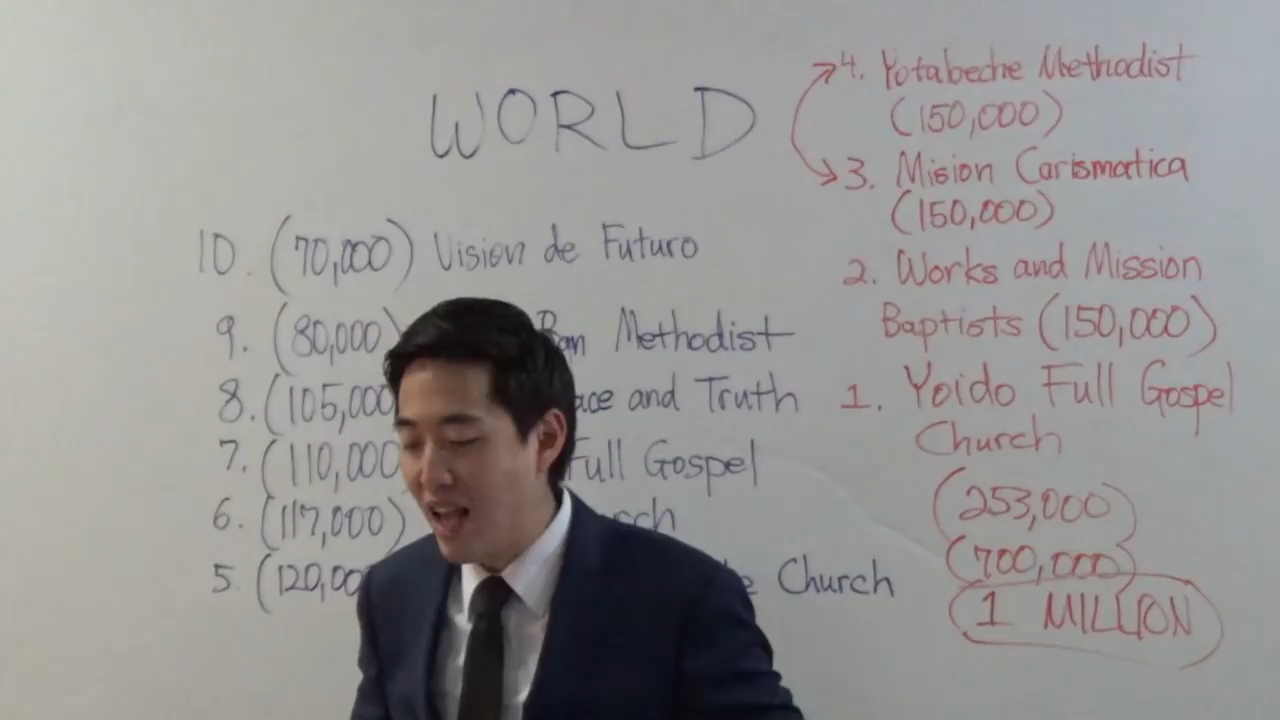 WORLD
10. (70,000) Vision de Futuro
9. (80,000) Ban Methodist
8. (105,000 and Truth
7. (110,000 Full Gospel
6. (117,000)
5. (120,00 Church
4. Yotabeche Methodist
(150,000)
3. Mision Carismatica
(150,000)
2. Works and Mission
Baptists (150,000)
1. Yoido Full Gospel
Church
(253,000)
(700,000)
1 MILLION